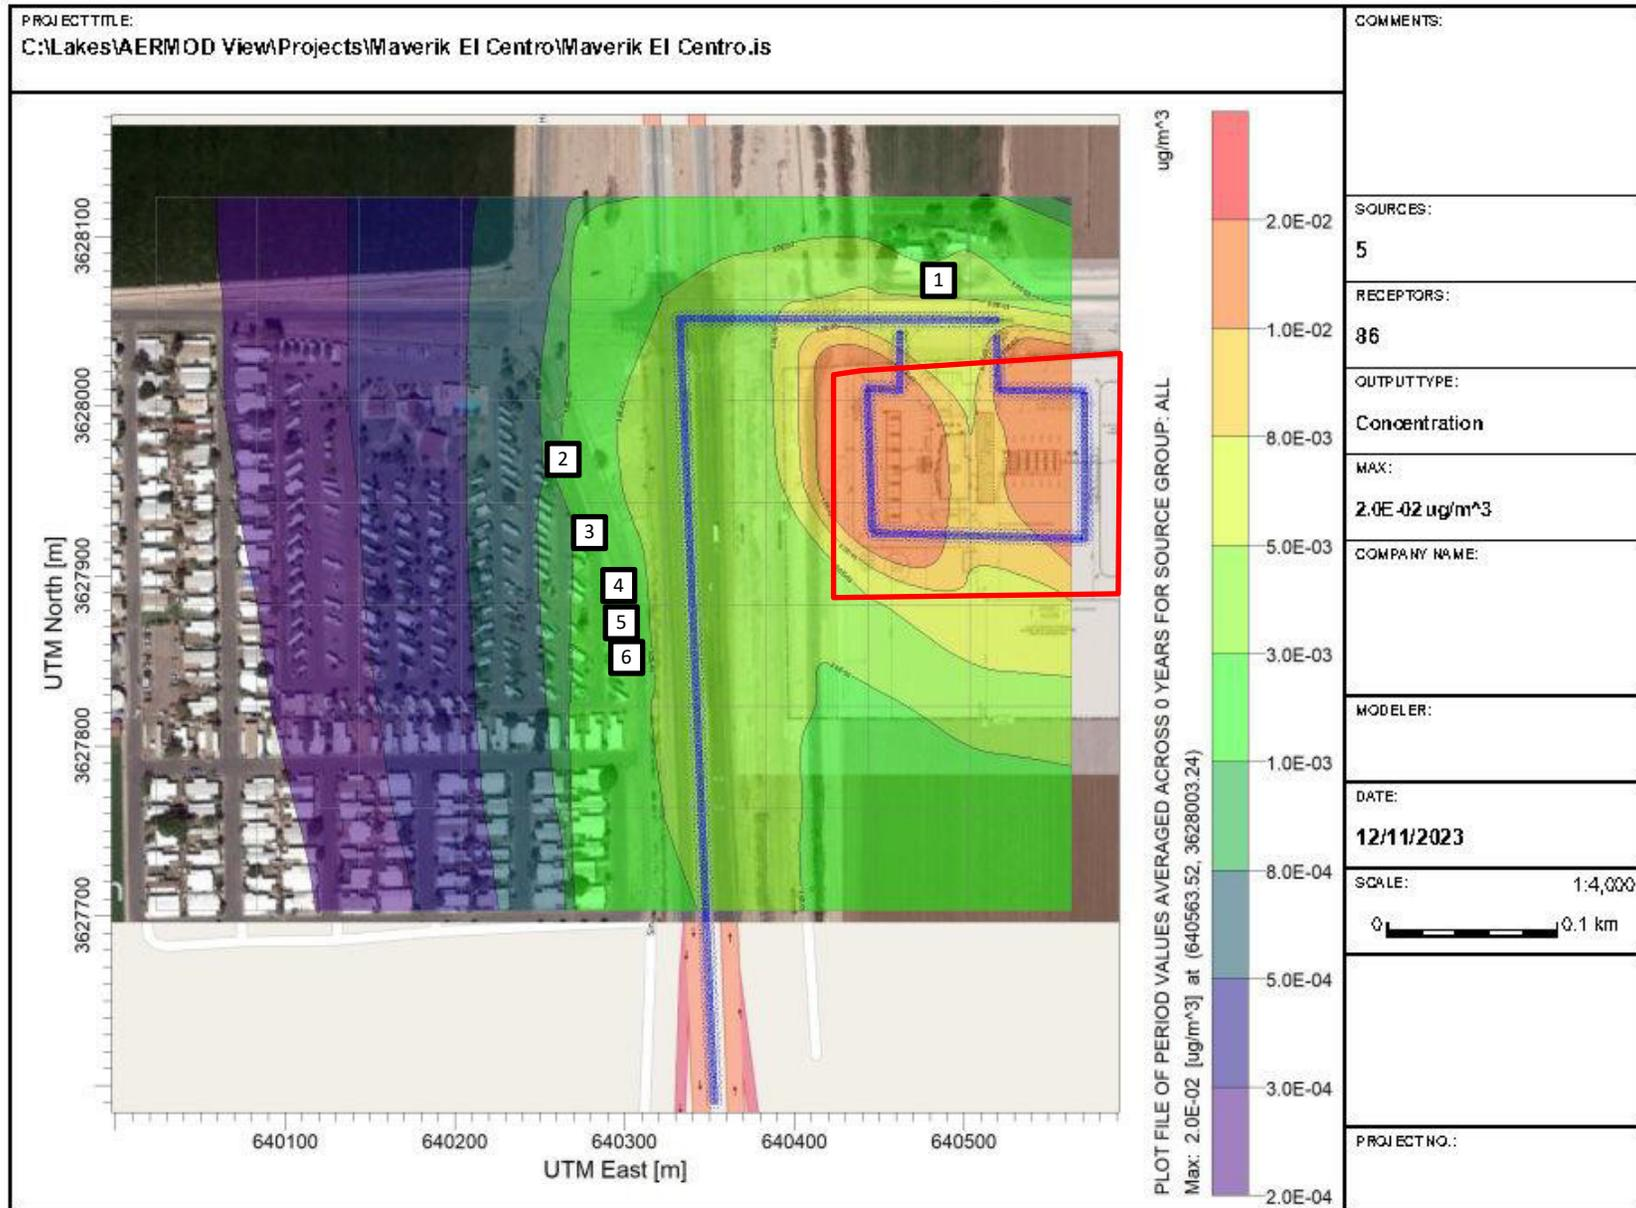 PROJECT TITLE:
C:\Lakes\AERMOD View\Projects\Maverik El Centro\Maverik El Centro.is
COMMENTS:
SOURCES:
5
RECEPTORS:
86
OUTPUT TYPE:
Concentration
MAX:
2.0E-02 ug/m^3
COMPANY NAME:
MODELER:
DATE:
12/11/2023
SCALE:
1:4,000
0
0.1 km
PROJECT NO.:
UTM North [m]
3628100
3628000
3627900
3627800
3627700
1
2
3
4
5
6
640100
640200
640300
640400
640500
UTM East [m]
PLOT FILE OF PERIOD VALUES AVERAGED ACROSS 0 YEARS FOR SOURCE GROUP: ALL
Max: 2.0E-02 [ug/m^3] at (640563.52, 3628003.24)
ug/m^3
2.0E-02
1.0E-02
8.0E-03
5.0E-03
3.0E-03
1.0E-03
8.0E-04
5.0E-04
3.0E-04
2.0E-04